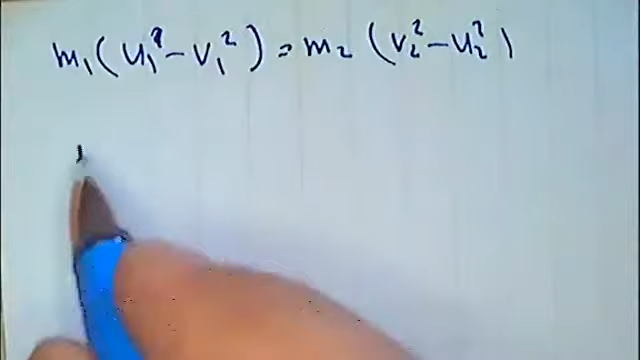 m₁(u₁² - v₁²) = m₂ (v₂² - u₂²)